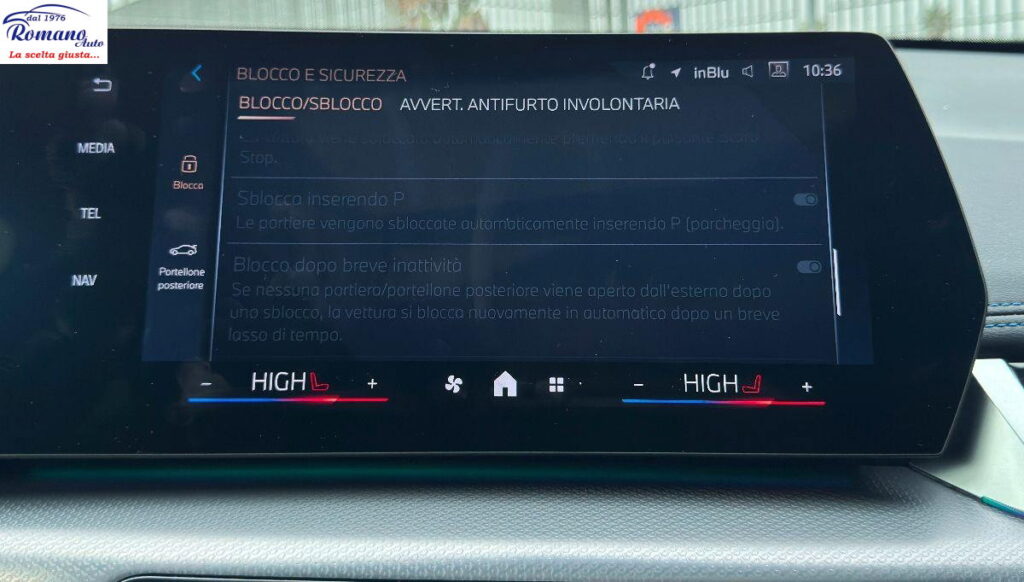 dal 1976
Romano Auto
La scelta giusta...
BLOCCO E SICUREZZA
inBlu
10:36
BLOCCO/SBLOCCO AVVERT. ANTIFURTO INVOLONTARIA
MEDIA
Stop.
Blocca
Sblocca inserendo P
TEL
Le portiere vengono sbloccate automaticamente inserendo P (parcheggio).
Portellone
posteriore
NAV
Blocco dopo breve inattività
Se nessuna portiera/portellone posteriore viene aperto dall'esterno dopo
uno sblocco, la vettura si blocca nuovamente in automatico dopo un breve
lasso di tempo.
- HIGH +
- HIGH +